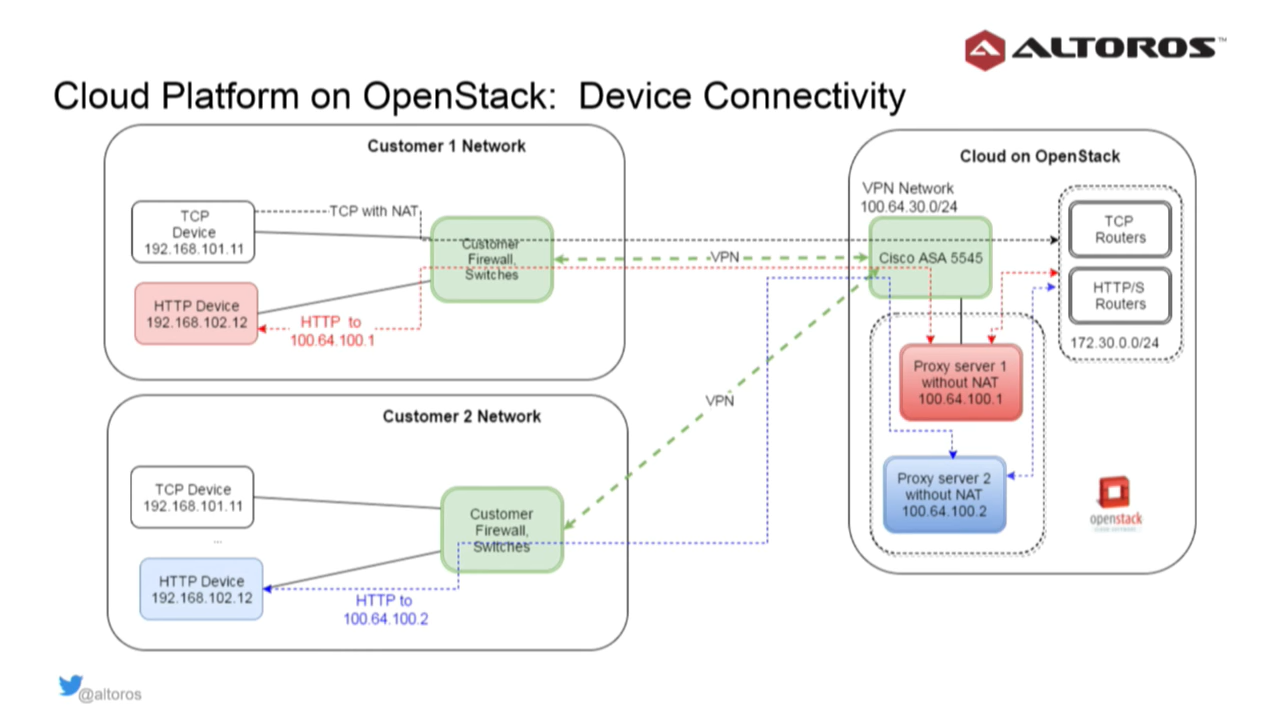 ALTOROS™
Cloud Platform on OpenStack:  Device Connectivity
Customer 1 Network
TCP
Device
192.168.101.11
TCP with NAT
HTTP Device
192.168.102.12
HTTP to
100.64.100.1
Customer
Firewall,
Switches
VPN
Customer 2 Network
TCP Device
192.168.101.11
...
HTTP Device
192.168.102.12
HTTP to
100.64.100.2
Customer
Firewall,
Switches
VPN
Cloud on OpenStack
VPN Network
100.64.30.0/24
Cisco ASA 5545
TCP
Routers
HTTP/S
Routers
172.30.0.0/24
Proxy server 1
without NAT
100.64.100.1
Proxy server 2
without NAT
100.64.100.2
openstack
@altoros